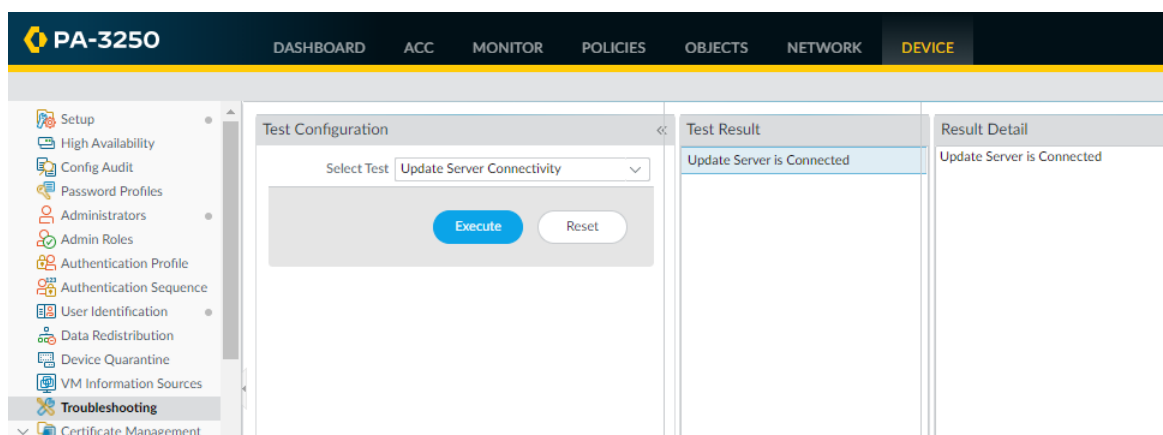 PA-3250
DASHBOARD ACC MONITOR POLICIES OBJECTS NETWORK DEVICE
Setup
High Availability
Config Audit
Password Profiles
Administrators
Admin Roles
Authentication Profile
Authentication Sequence
User Identification
Data Redistribution
Device Quarantine
VM Information Sources
Troubleshooting
Certificate Management
Test Configuration
Select Test Update Server Connectivity
Execute Reset
Test Result
Update Server is Connected
Result Detail
Update Server is Connected